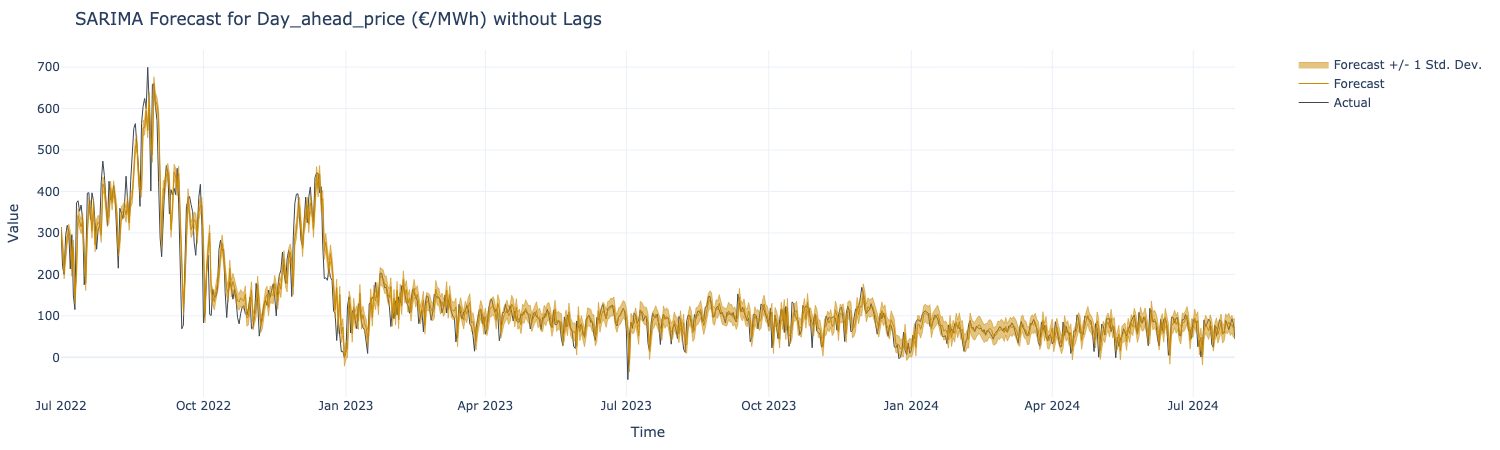 SARIMA Forecast for Day_ahead_price (€/MWh) without Lags
Forecast +/- 1 Std. Dev.
Forecast
Actual
700
600
500
400
300
200
100
0
Value
Jul 2022 Oct 2022 Jan 2023 Apr 2023 Jul 2023 Oct 2023 Jan 2024 Apr 2024 Jul 2024
Time